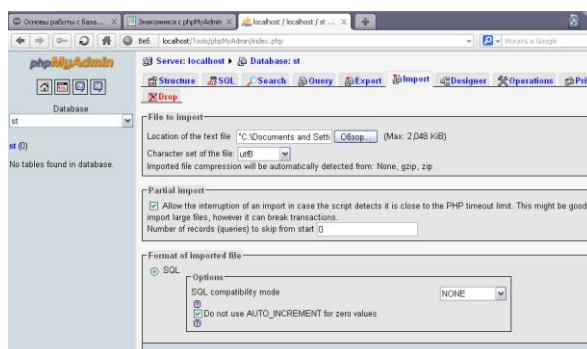 Основы работы с база...
Знакомимся с phpMyAdmin
localhost / localhost / st ...
Веб
localhost/Tools/phpMyAdmin/index.php
Искать в Google
phpMyAdmin
Database
st
st (0)
No tables found in database.
Server: localhost
Database: st
Structure
SQL
Search
Query
Export
Import
Designer
Operations
Pri
Drop
File to import
Location of the text file
"C:\Documents and Setti
Обзор...
(Max: 2,048 KiB)
Character set of the file:
utf8
Imported file compression will be automatically detected from: None, gzip, zip
Partial import
Allow the interruption of an import in case the script detects it is close to the PHP timeout limit. This might be good
import large files, however it can break transactions.
Number of records (queries) to skip from start
0
Format of imported file
SQL
Options
SQL compatibility mode
NONE
Do not use AUTO_INCREMENT for zero values